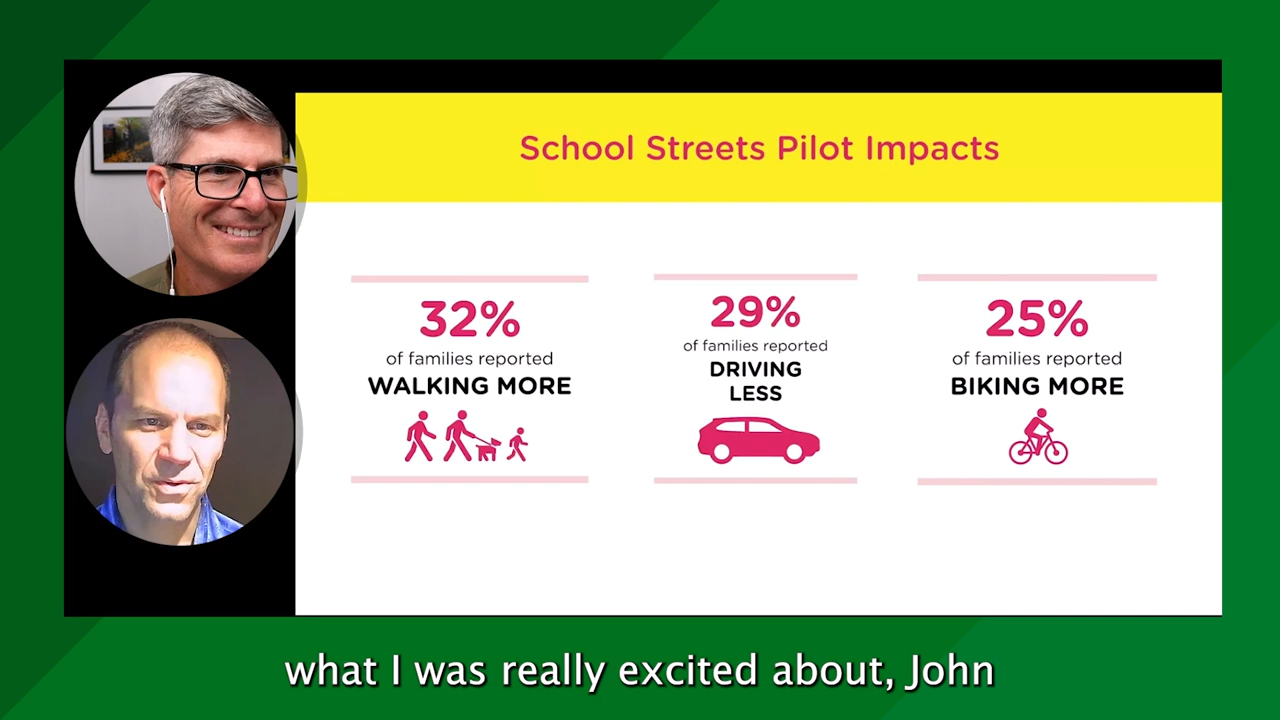 School Streets Pilot Impacts
32%
of families reported
WALKING MORE
29%
of families reported
DRIVING
LESS
25%
of families reported
BIKING MORE
what I was really excited about, John